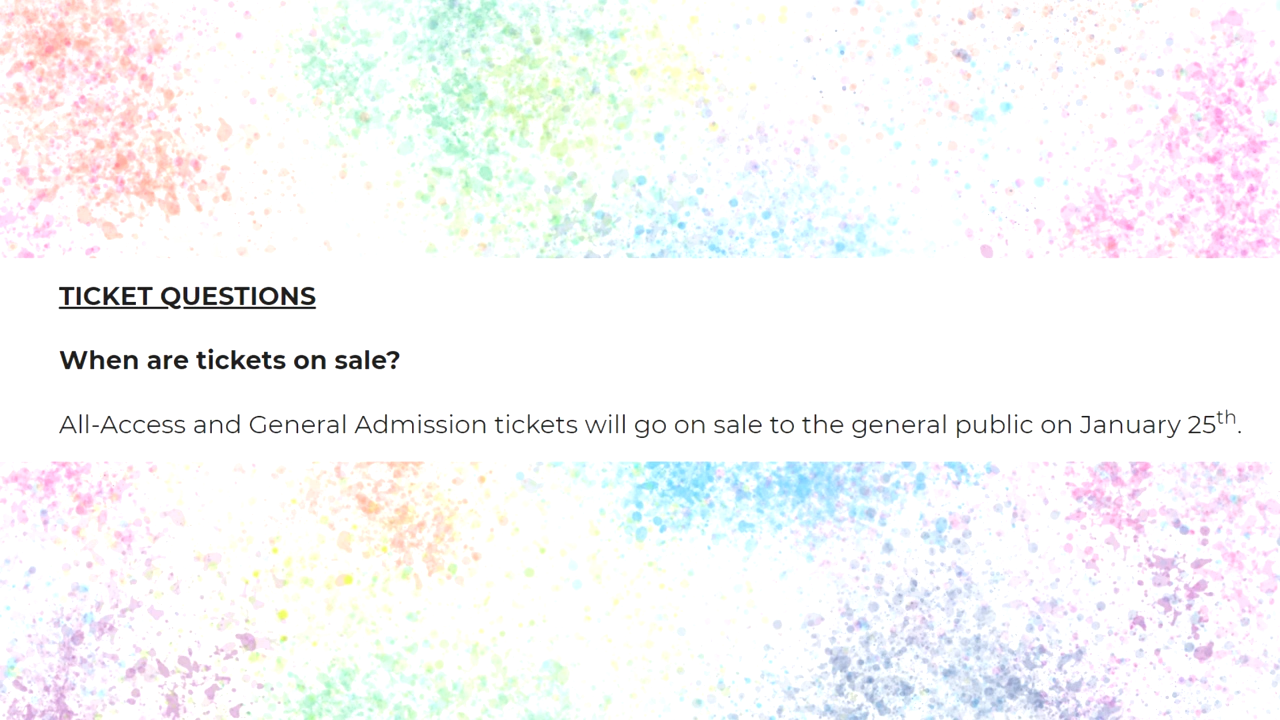 TICKET QUESTIONS
When are tickets on sale?
All-Access and General Admission tickets will go on sale to the general public on January 25th.